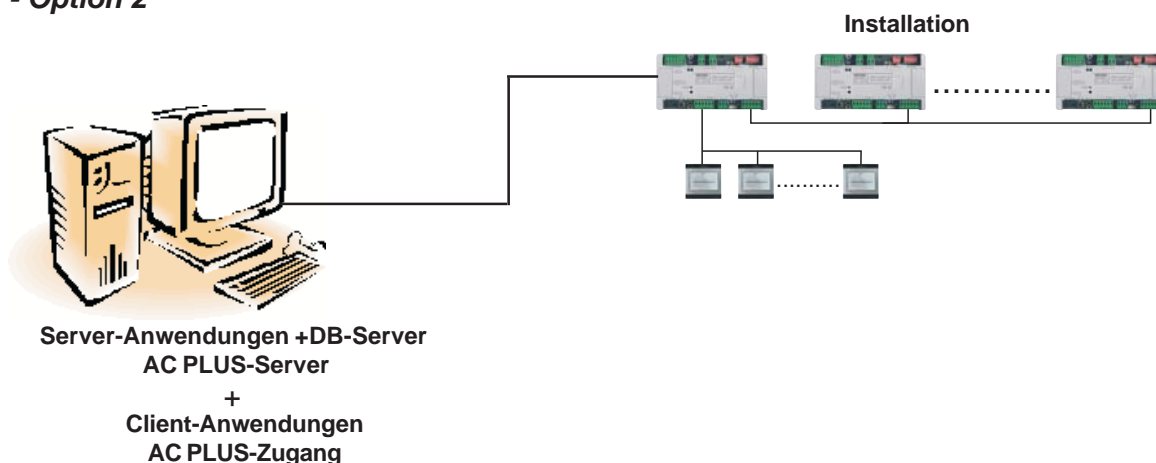 - Option 2
Installation
Server-Anwendungen +DB-Server
AC PLUS-Server
+
Client-Anwendungen
AC PLUS-Zugang